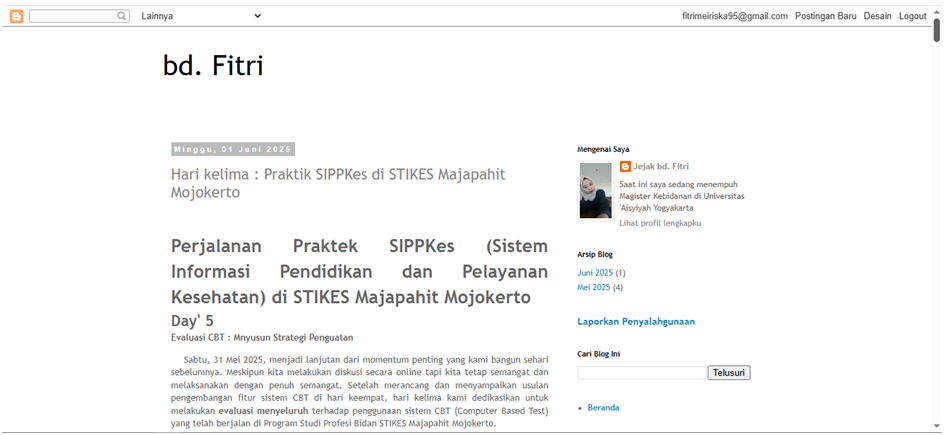 Lainnya
fitrimeiriska95@gmail.com Postingan Baru Desain Logout
bd. Fitri
Minggu, 01 Juni 2025
Hari kelima : Praktik SIPPKes di STIKES Majapahit
Mojokerto
Perjalanan Praktek SIPPKes (Sistem
Informasi Pendidikan dan Pelayanan
Kesehatan) di STIKES Majapahit Mojokerto
Day' 5
Evaluasi CBT : Mnyusun Strategi Penguatan
Sabtu, 31 Mei 2025, menjadi lanjutan dari momentum penting yang kami bangun sehari
sebelumnya. Meskipun kita melakukan diskusi secara online tapi kita tetap semangat dan
melaksanakan dengan penuh semangat. Setelah merancang dan menyampaikan usulan
pengembangan fitur sistem CBT di hari keempat, hari kelima kami dedikasikan untuk
melakukan evaluasi menyeluruh terhadap penggunaan sistem CBT (Computer Based Test)
yang telah berjalan di Program Studi Profesi Bidan STIKES Majapahit Mojokerto.
Mengenai Saya
Jejak bd. Fitri
Saat ini saya sedang menempuh
Magister Kebidanan di Universitas
'Aisyiyah Yogyakarta
Lihat profil lengkapku
Arsip Blog
Juni 2025 (1)
Mei 2025 (4)
Laporkan Penyalahgunaan
Cari Blog Ini
Telusuri
Beranda